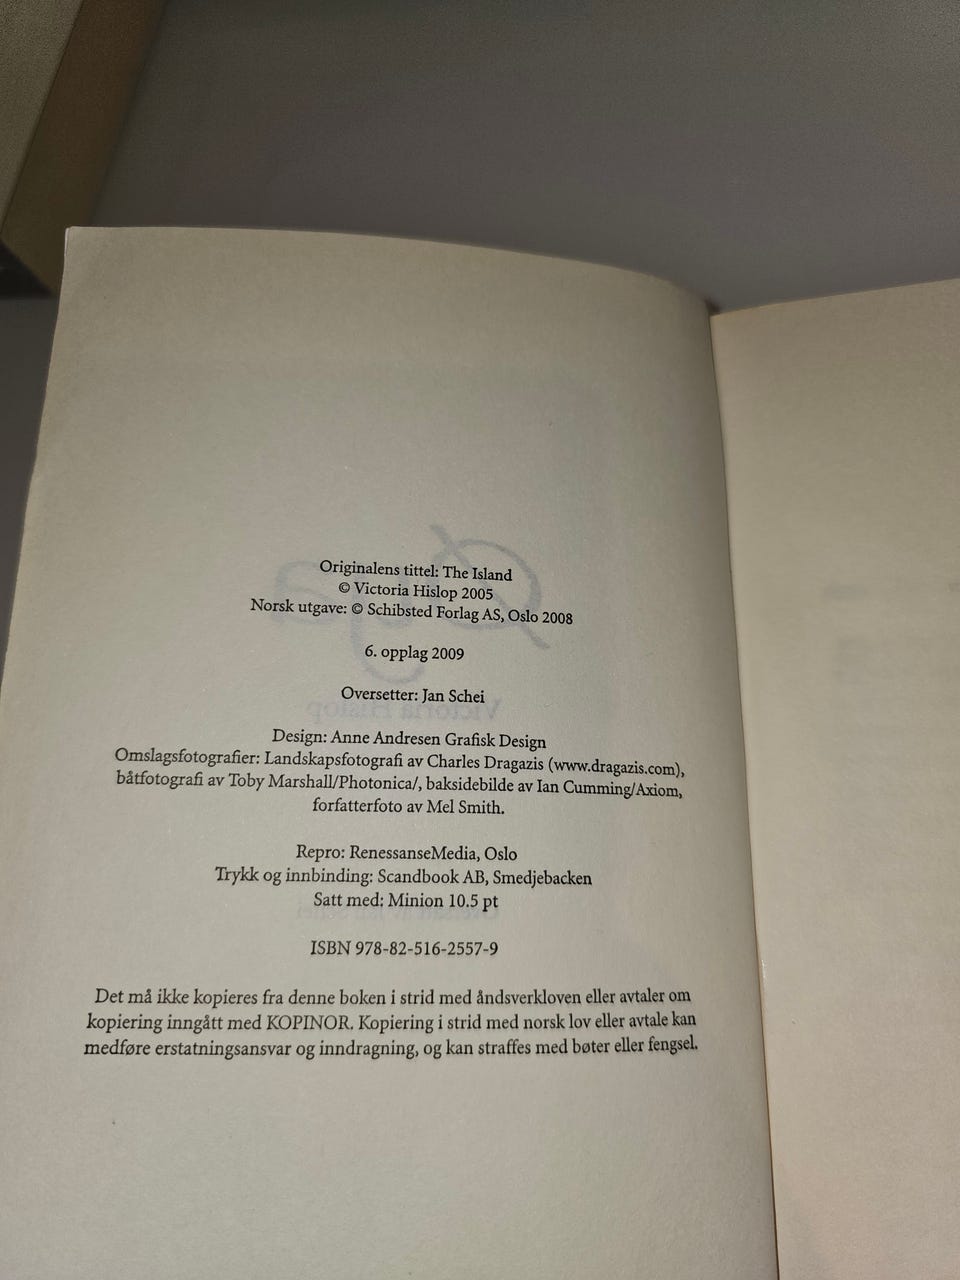 Originalens tittel: The Island
© Victoria Hislop 2005
Norsk utgave: © Schibsted Forlag AS, Oslo 2008
6. opplag 2009
Oversetter: Jan Schei
Design: Anne Andresen Grafisk Design
Omslagsfotografier: Landskapsfotografi av Charles Dragazis (www.dragazis.com),
båtfotografi av Toby Marshall/Photonica/, baksidebilde av Ian Cumming/Axiom,
forfatterfoto av Mel Smith.
Repro: RenessanseMedia, Oslo
Trykk og innbinding: Scandbook AB, Smedjebacken
Satt med: Minion 10.5 pt
ISBN 978-82-516-2557-9
Det må ikke kopieres fra denne boken i strid med åndsverkloven eller avtaler om
kopiering inngått med KOPINOR. Kopiering i strid med norsk lov eller avtale kan
medføre erstatningsansvar og inndragning, og kan straffes med bøter eller fengsel.